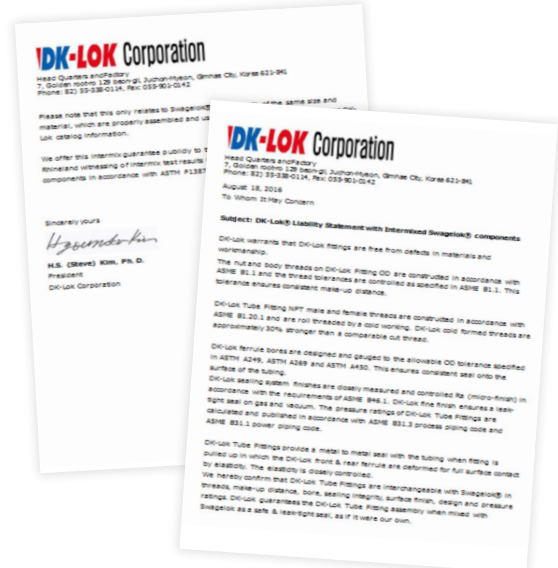 DK-LOK Corporation
Head Quarters and Factory
7, Golden root-ro 129 beon-gil, Juchon-Myeon, Gimhae City, Korea 621-841
Phone: 82) 55-338-0114, Fax: 055-901-0142
Please note that this only relates to Swagelok® of the same size and
material, which are properly assembled and us
Lok catalog information.
We offer this Intermix guarantee publicly to t
Rhineland witnessing of intermix test results
components in accordance with ASTM F1387
Sincerely yours
H.S. (Steve) Kim, Ph. D.
President
DK-Lok Corporation
DK-LOK Corporation
Head Quarters and Factory
7, Golden root-ro 129 beon-gil, Juchon-Myeon, Gimhae City, Korea 621-841
Phone: 82) 55-338-0114, Fax: 055-901-0142
August 18, 2016
To Whom It May Concern
Subject: DK-Lok® Liability Statement with Intermixed Swagelok® components
DK-Lok warrants that DK-Lok fittings are free from defects in materials and
workmanship.
The nut and body threads on DK-Lok Fitting OD are constructed in accordance with
ASME B1.1 and the thread tolerances are controlled as specified in ASME B1.1. This
tolerance ensures consistent make-up distance.
DK-Lok Tube Fitting NPT male and female threads are constructed in accordance with
ASME B1.20.1 and are roll threaded by a cold working. DK-Lok cold formed threads are
approximately 30% stronger than a comparable cut thread.
DK-Lok ferrule bores are designed and gauged to the allowable OD tolerance specified
in ASTM A249, ASTM A269 and ASTM A450. This ensures consistent seal onto the
surface of the tubing.
DK-Lok sealing system finishes are closely measured and controlled Ra (micro-finish) in
accordance with the requirements of ASME B46.1. DK-Lok fine finish ensures a leak-
tight seal on gas and vacuum. The pressure ratings of DK-Lok Tube Fittings are
calculated and published in accordance with ASME B31.3 process piping code and
ASME B31.1 power piping code.
DK-Lok Tube Fittings provide a metal to metal seal with the tubing when fitting is
pulled up in which the DK-Lok front & rear ferrule are deformed for full surface contact
by elasticity. The elasticity is closely controlled.
We hereby confirm that DK-Lok Tube Fittings are interchangeable with Swagelok® in
threads, make-up distance, bore, sealing integrity, surface finish, design and pressure
ratings. DK-Lok guarantees the DK-Lok Tube Fitting assembly when mixed with
Swagelok as a safe & leak-tight seal, as if it were our own.